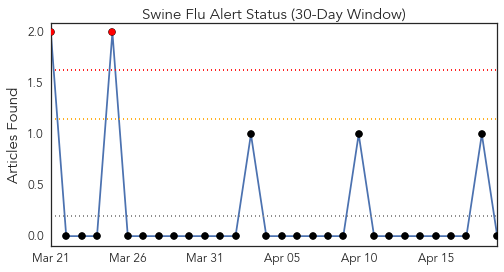 Swine Flu Alert Status (30-Day Window)
2.0
1.5
1.0
0.5
0.0
Articles Found
Mar 21
Mar 26
Mar 31
Apr 05
Apr 10
Apr 15